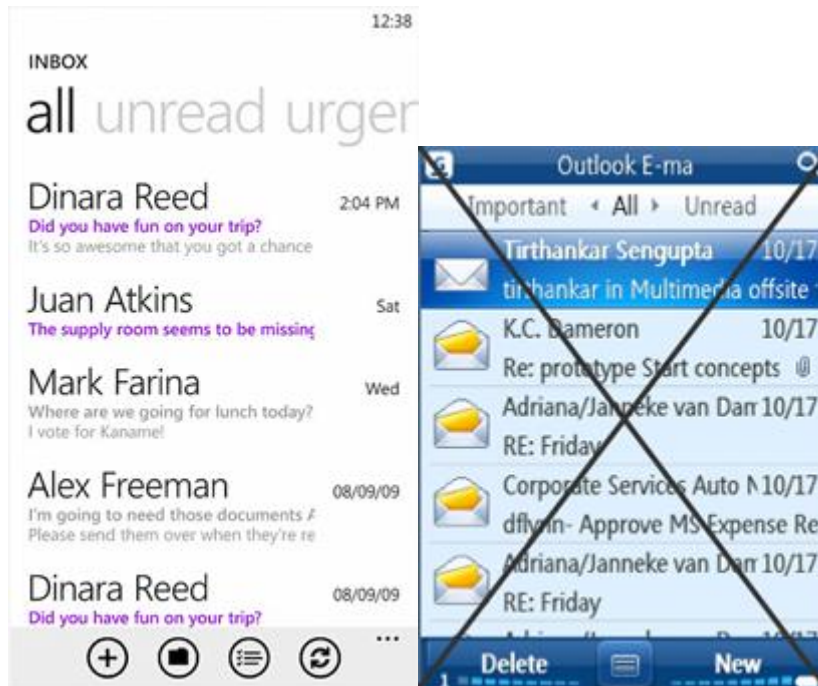 12:38
INBOX
all unread urger
Dinara Reed 2:04 PM
Did you have fun on your trip?
It's so awesome that you got a chance
Juan Atkins Sat
The supply room seems to be missing
Mark Farina Wed
Where are we going for lunch today?
I vote for Kaname!
Alex Freeman 08/09/09
I'm going to need those documents A
Please send them over when they're re
Dinara Reed 08/09/09
Did you have fun on your trip?
Outlook E-ma
Important All Unread
Tirthankar Sengupta 10/17
tirthankar in Multimedia offsite
K.C. Dameron 10/17
Re: prototype Start concepts
Adriana/Janneke van Dam 10/17
RE: Friday
Corporate Services Auto N 10/17
dflynn- Approve MS Expense Re
Adriana/Janneke van Dam 10/17
RE: Friday
Delete New
1